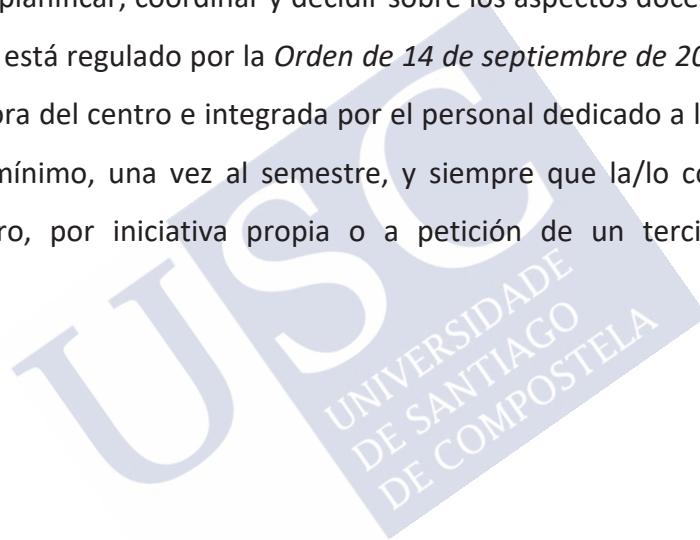 planificar, coordinar y decidir sobre los aspectos doce
está regulado por la Orden de 14 de septiembre de 20
ora del centro e integrada por el personal dedicado a l
mínimo, una vez al semestre, y siempre que la/lo co
ro, por iniciativa propia o a petición de un terci
USC
UNIVERSIDADE
DE SANTIAGO
DE COMPOSTELA